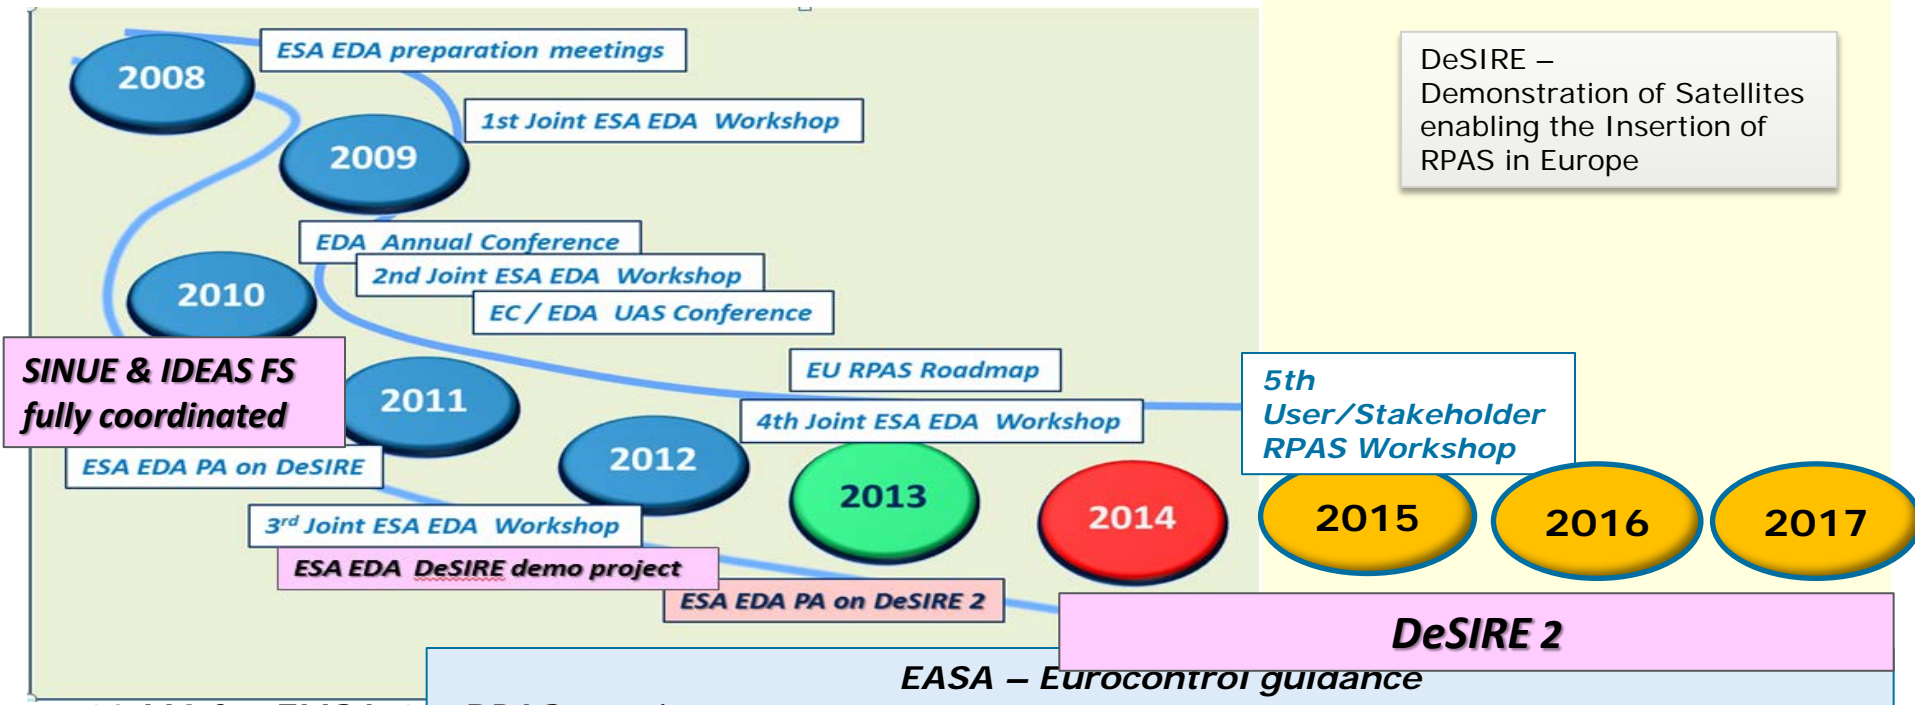 2008
ESA EDA preparation meetings
1st Joint ESA EDA Workshop
2009
DeSIRE –
Demonstration of Satellites
enabling the Insertion of
RPAS in Europe
EDA Annual Conference
2nd Joint ESA EDA Workshop
EC / EDA UAS Conference
2010
SINUE & IDEAS FS
fully coordinated
2011
EU RPAS Roadmap
4th Joint ESA EDA Workshop
5th
User/Stakeholder
RPAS Workshop
ESA EDA PA on DeSIRE
2012
2013
2014
2015
2016
2017
3rd Joint ESA EDA Workshop
ESA EDA DeSIRE demo project
ESA EDA PA on DeSIRE 2
DeSIRE 2
EASA – Eurocontrol guidance